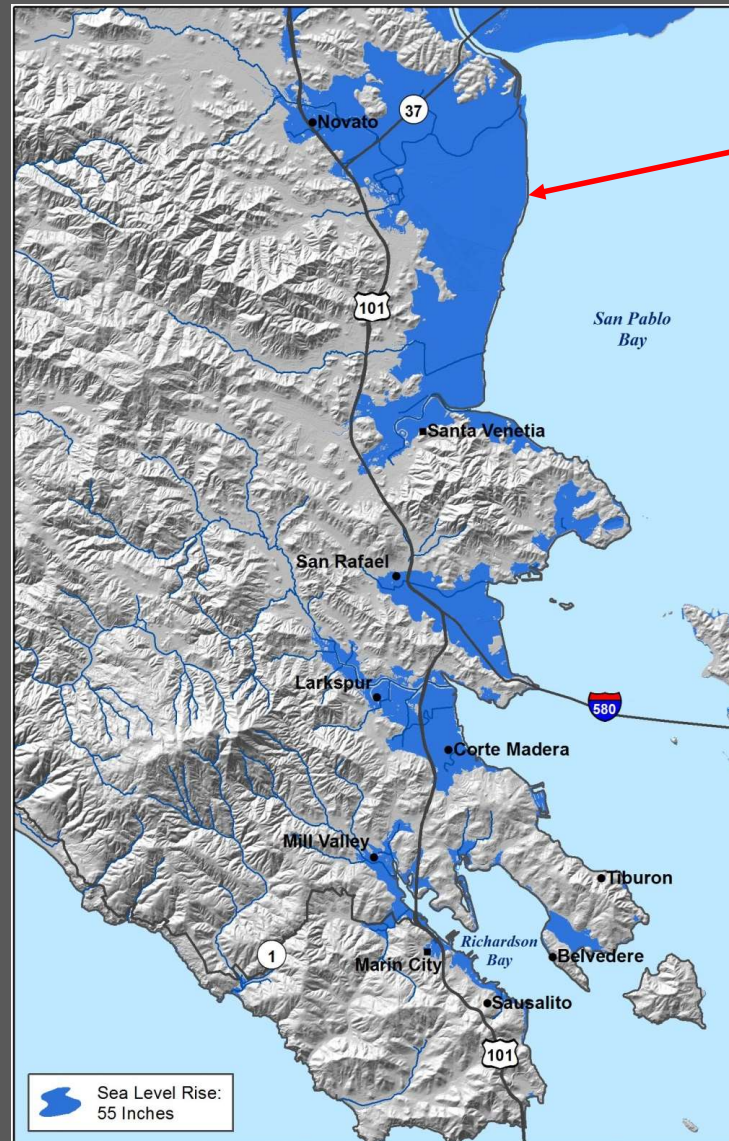 37
Novato
101
San Pablo
Bay
Santa Venetia
San Rafael
Larkspur
580
Corte Madera
Mill Valley
Tiburon
Richardson
Bay
1
Marin City
Belvedere
Sausalito
101
Sea Level Rise:
55 Inches